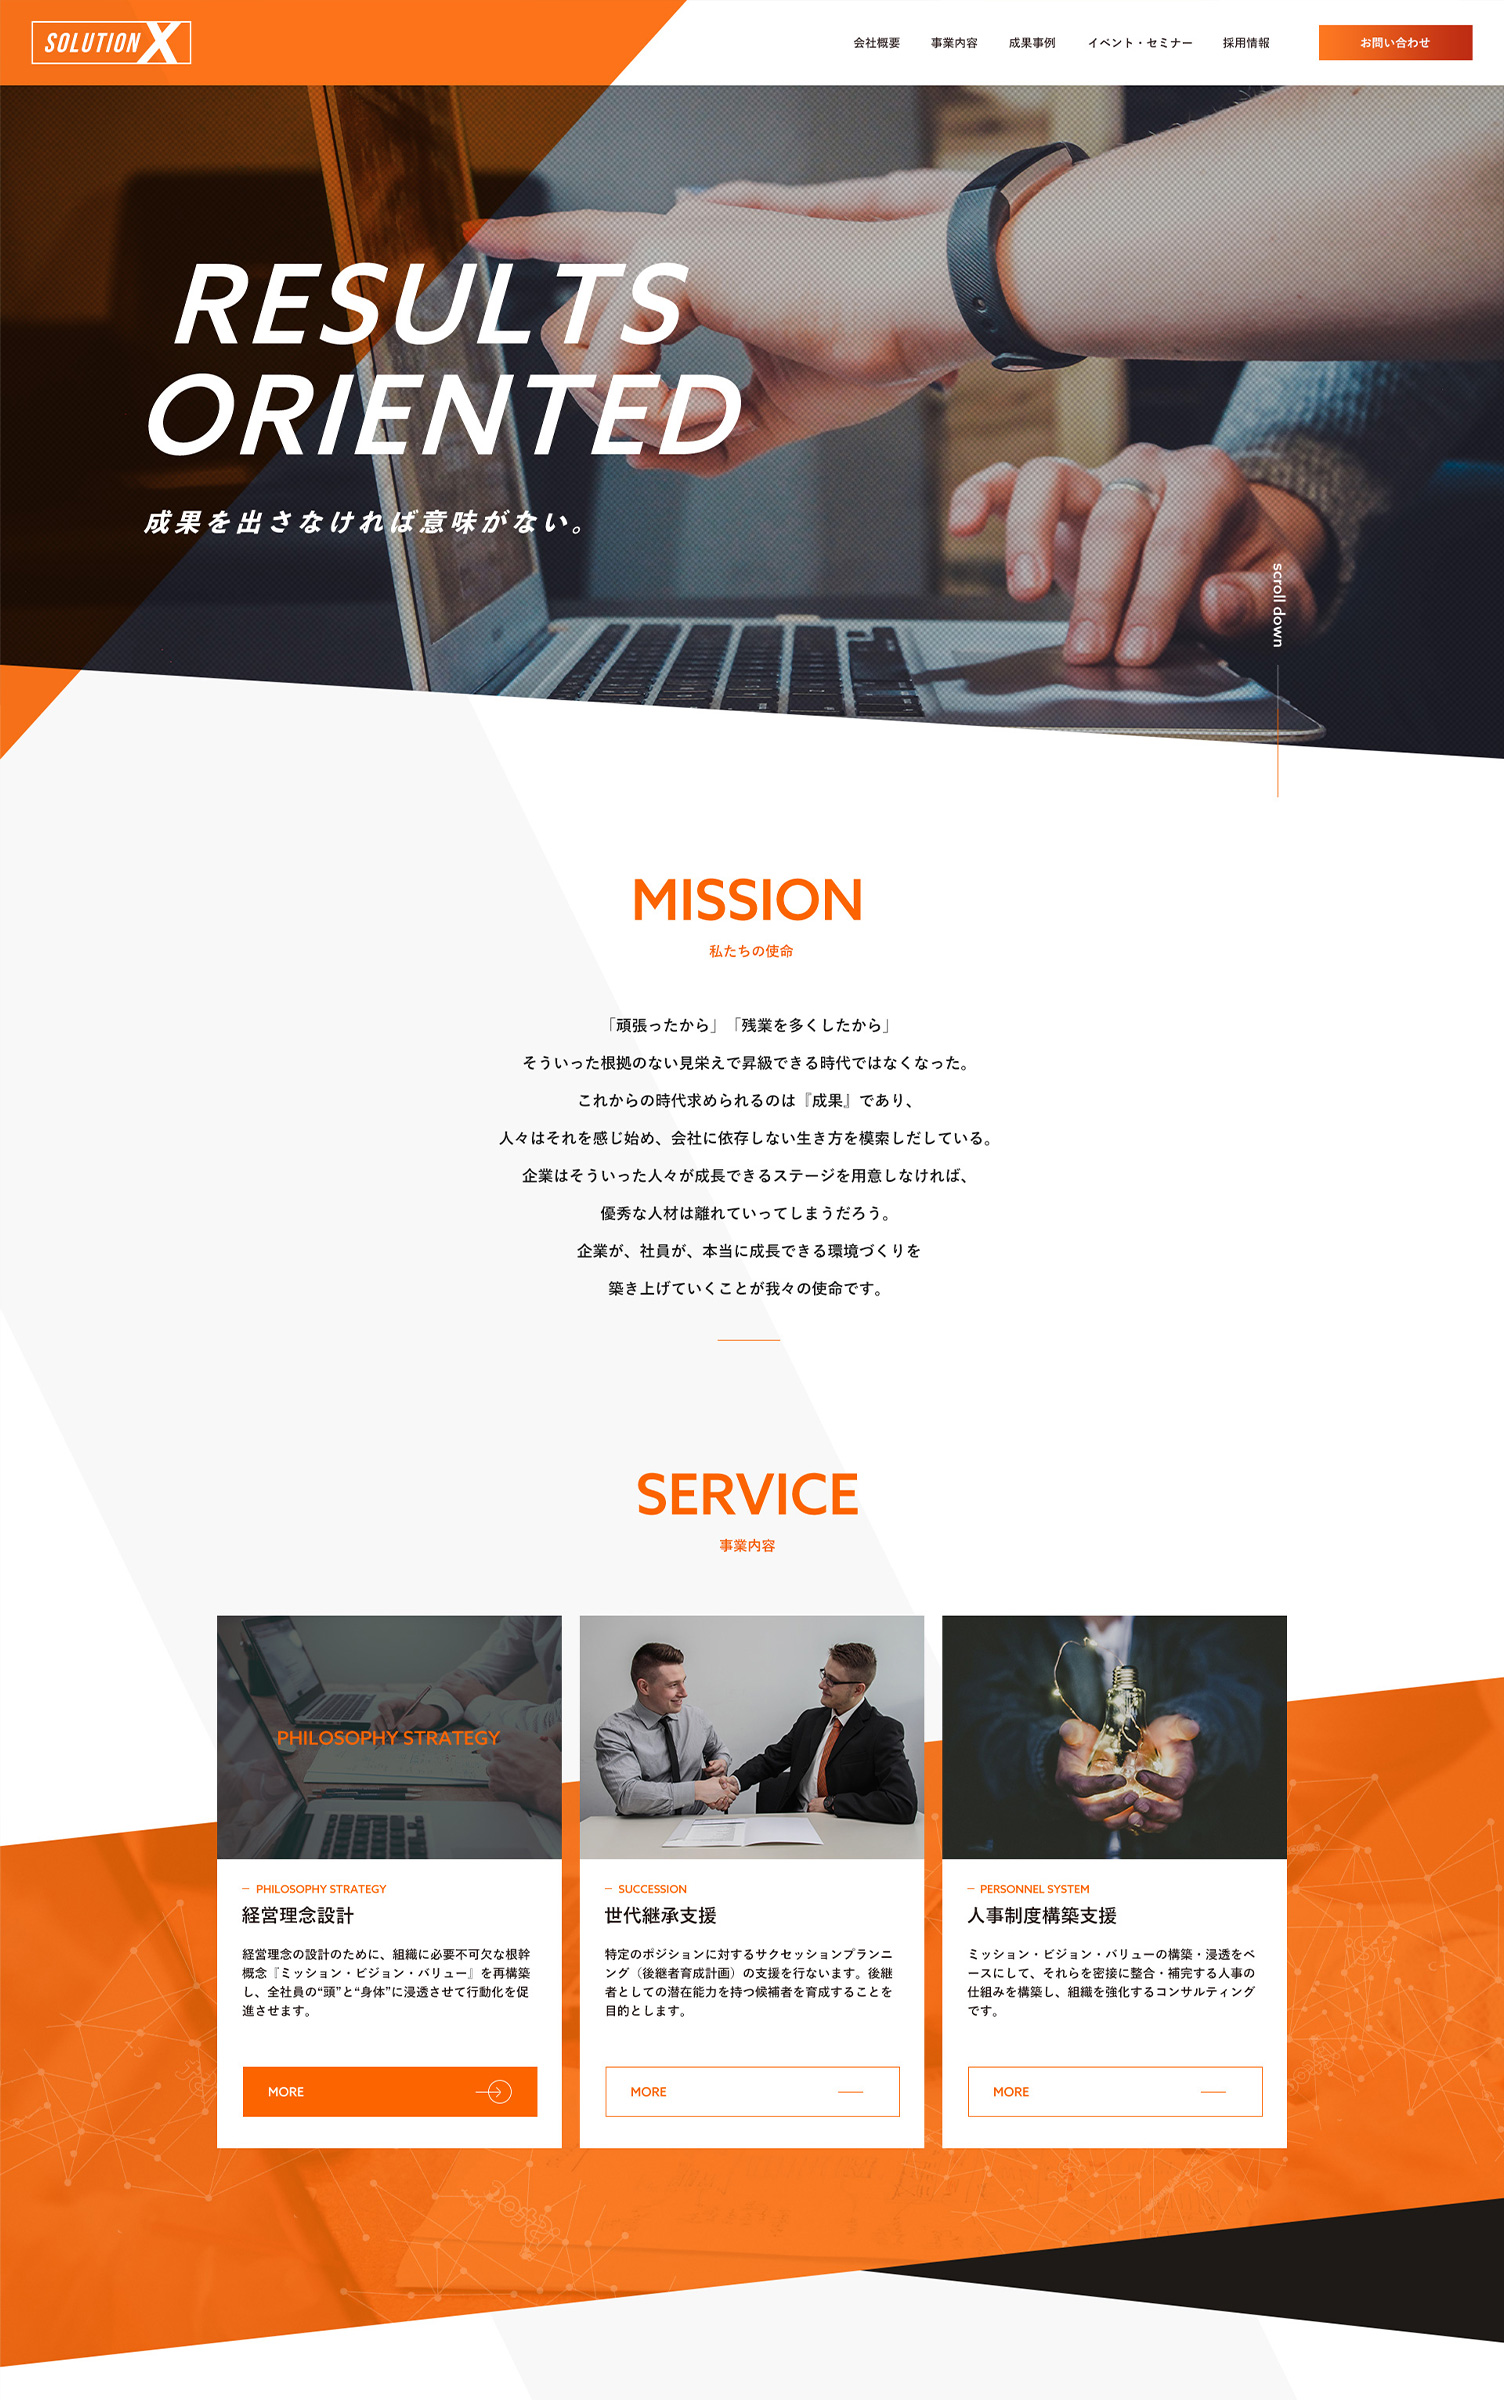 SOLUTION X
会社概要
事業内容
成果事例
イベント・セミナー
採用情報
お問い合わせ
RESULTS
ORIENTED
成果を出さなければ意味がない。
scroll down
MISSION
私たちの使命
「頑張ったから」「残業を多くしたから」
そういった根拠のない見栄えで昇級できる時代ではなくなった。
これからの時代求められるのは『成果』であり、
人々はそれを感じ始め、会社に依存しない生き方を模索しだしている。
企業はそういった人々が成長できるステージを用意しなければ、
優秀な人材は離れていってしまうだろう。
企業が、社員が、本当に成長できる環境づくりを
築き上げていくことが我々の使命です。
SERVICE
事業内容
PHILOSOPHY STRATEGY
PHILOSOPHY STRATEGY
経営理念設計
経営理念の設計のために、組織に必要不可欠な根幹
概念『ミッション・ビジョン・バリュー』を再構築
し、全社員の“頭”と“身体”に浸透させて行動化を促
進させます。
MORE
SUCCESSION
世代継承支援
特定のポジションに対するサクセッションプランニ
ング（後継者育成計画）の支援を行ないます。後継
者としての潜在能力を持つ候補者を育成することを
目的とします。
MORE
PERSONNEL SYSTEM
人事制度構築支援
ミッション・ビジョン・バリューの構築・浸透をベ
ースにして、それらを密接に整合・補完する人事の
仕組みを構築し、組織を強化するコンサルティング
です。
MORE